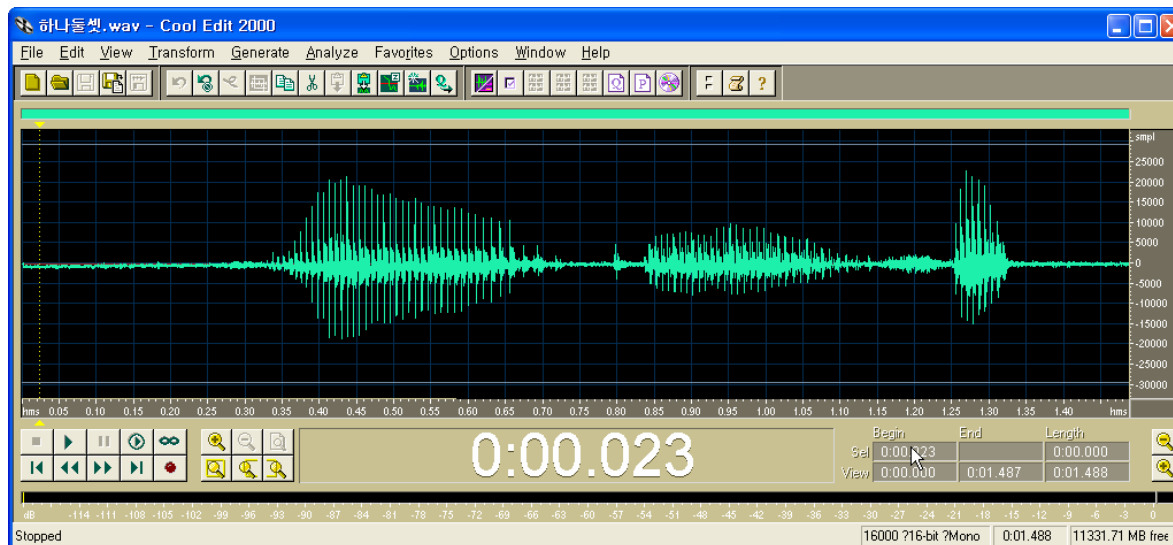 하나둘셋.wav - Cool Edit 2000
File Edit View Transform Generate Analyze Favorites Options Window Help
F ?
smpl
25000
20000
15000
10000
5000
0
-5000
-10000
-15000
-20000
-25000
-30000
hms 0.05 0.10 0.15 0.20 0.25 0.30 0.35 0.40 0.45 0.50 0.55 0.60 0.65 0.70 0.75 0.80 0.85 0.90 0.95 1.00 1.05 1.10 1.15 1.20 1.25 1.30 1.35 1.40 hms
0:00.023
Begin End Length
Sel 0:00.023 0:00.000
View 0:00.000 0:01.487 0:01.488
dB -114 -111 -108 -105 -102 -99 -96 -93 -90 -87 -84 -81 -78 -75 -72 -69 -66 -63 -60 -57 -54 -51 -48 -45 -42 -39 -36 -33 -30 -27 -24 -21 -18 -15 -12 -9 -6 -3 0
Stopped 16000 ?16-bit ?Mono 0:01.488 11331.71 MB free